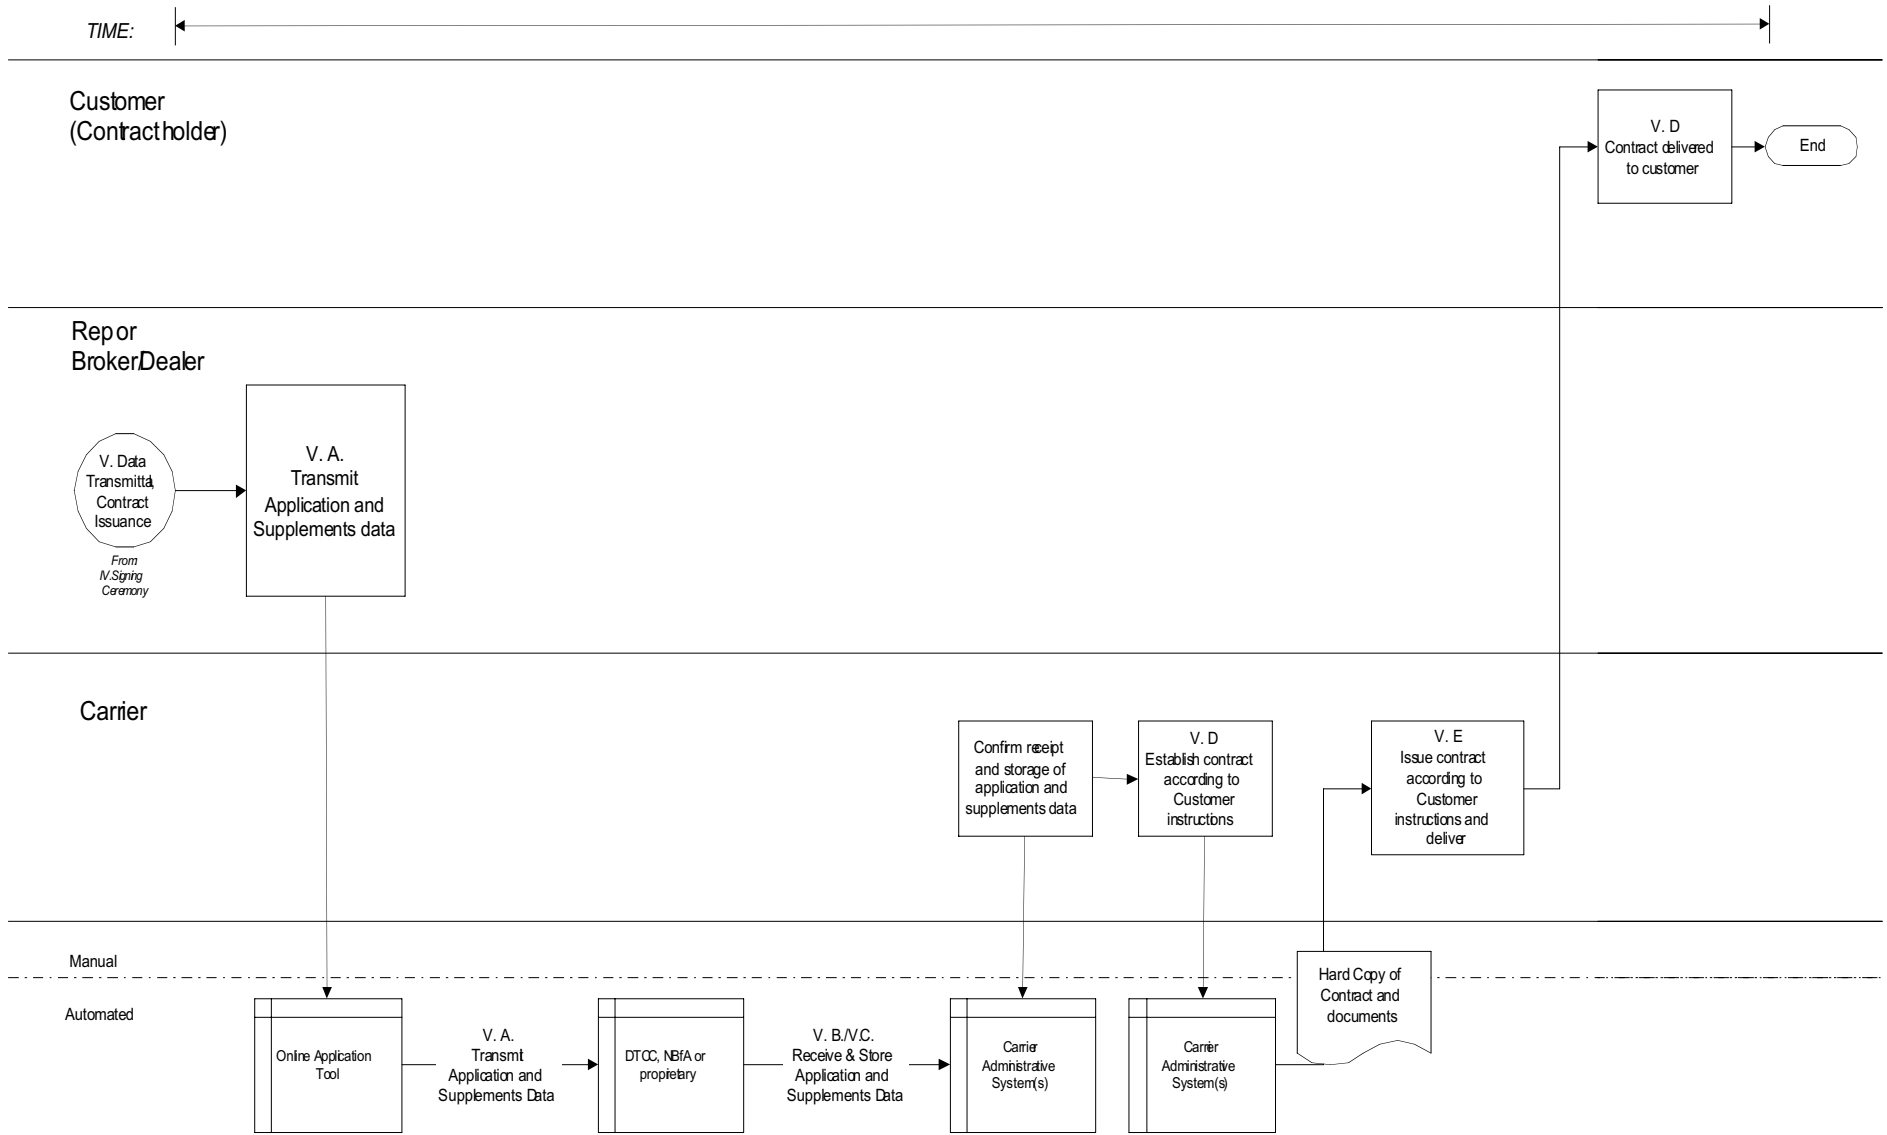 TIME:
Customer
(Contractholder)
V. D
Contract delivered
to customer
End
Rep or
Broker/Dealer
V. Data
Transmittal,
Contract
Issuance
From
IV.Signing
Ceremony
V. A.
Transmit
Application and
Supplements data
Carrier
Confirm receipt
and storage of
application and
supplements data
V. D
Establish contract
according to
Customer
instructions
V. E
Issue contract
according to
Customer
instructions and
deliver
Manual
Automated
Online Application
Tool
V. A.
Transmit
Application and
Supplements Data
DTCC, NBfA or
proprietary
V. B./V.C.
Receive & Store
Application and
Supplements Data
Carrier
Administrative
System(s)
Carrier
Administrative
System(s)
Hard Copy of
Contract and
documents